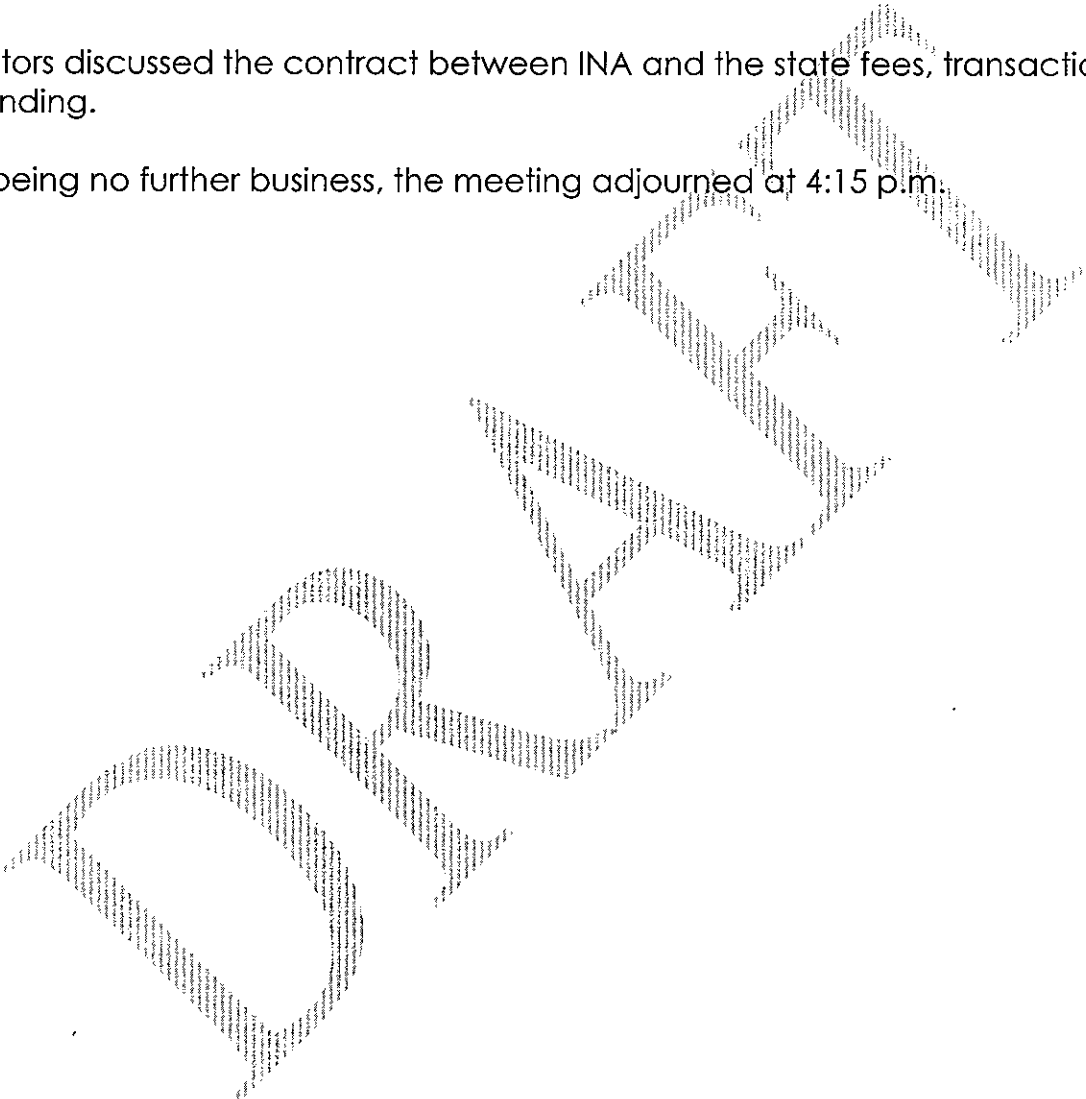 tors discussed the contract between INA and the state fees, transactic
nding.
being no further business, the meeting adjourned at 4:15 p.m.
DRAFT